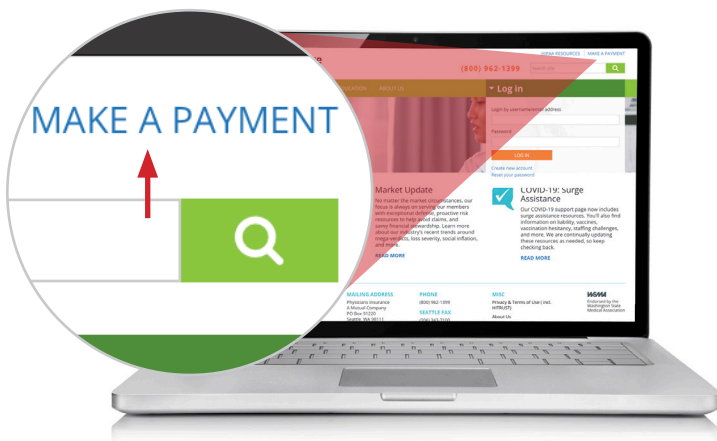 MAKE A PAYMENT
HIPAA RESOURCES | MAKE A PAYMENT
(800) 962-1399
Search site
ABOUT US
Log in
Login by username/email address
Password
LOG IN
Create new account
Reset your password
Market Update
No matter the market circumstances, our
focus is always on serving our members
with exceptional defense, proactive risk
resources to help avoid claims, and
savvy financial stewardship. Learn more
about our industry's recent trends around
mega-verdicts, loss severity, social inflation,
and more.
READ MORE
COVID-19: Surge
Assistance
Our COVID-19 support page now includes
surge assistance resources. You'll also find
information on liability, vaccines,
vaccination hesitancy, staffing challenges,
and more. We are continually updating
these resources as needed, so keep
checking back.
READ MORE
MAILING ADDRESS
Physicians Insurance
A Mutual Company
PO Box 91220
Seattle, WA 98111
PHONE
(800) 962-1399
SEATTLE FAX
MISC
Privacy & Terms of Use ( incl.
HITRUST)
About Us
WSMA
Endorsed by the
Washington State
Medical Association